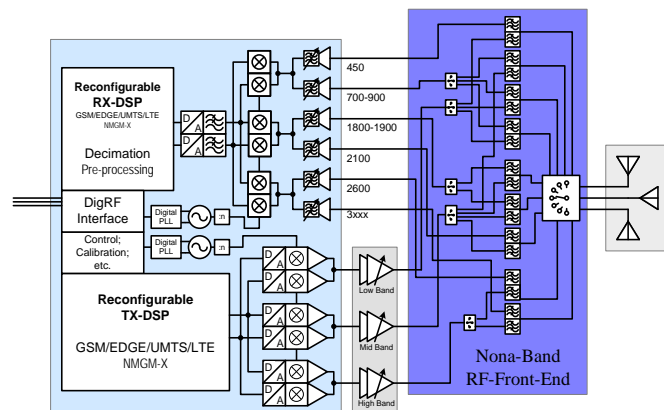 Reconfigurable
RX-DSP
GSM/EDGE/UMTS/LTE
NMGM-X
Decimation
Pre-processing
D
A
D
A
DigRF
Interface
Digital
PLL
:n
Control;
Calibration;
etc.
Digital
PLL
:n
Reconfigurable
TX-DSP
GSM/EDGE/UMTS/LTE
NMGM-X
D
A
D
A
D
A
D
A
D
A
D
A
450
700-900
1800-1900
2100
2600
3xxx
Low Band
Mid Band
High Band
Nona-Band
RF-Front-End